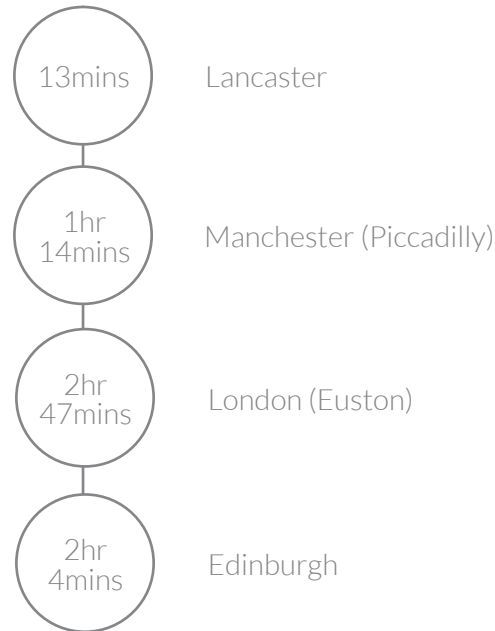 13mins
Lancaster
1hr
14mins
Manchester (Piccadilly)
2hr
47mins
London (Euston)
2hr
4mins
Edinburgh